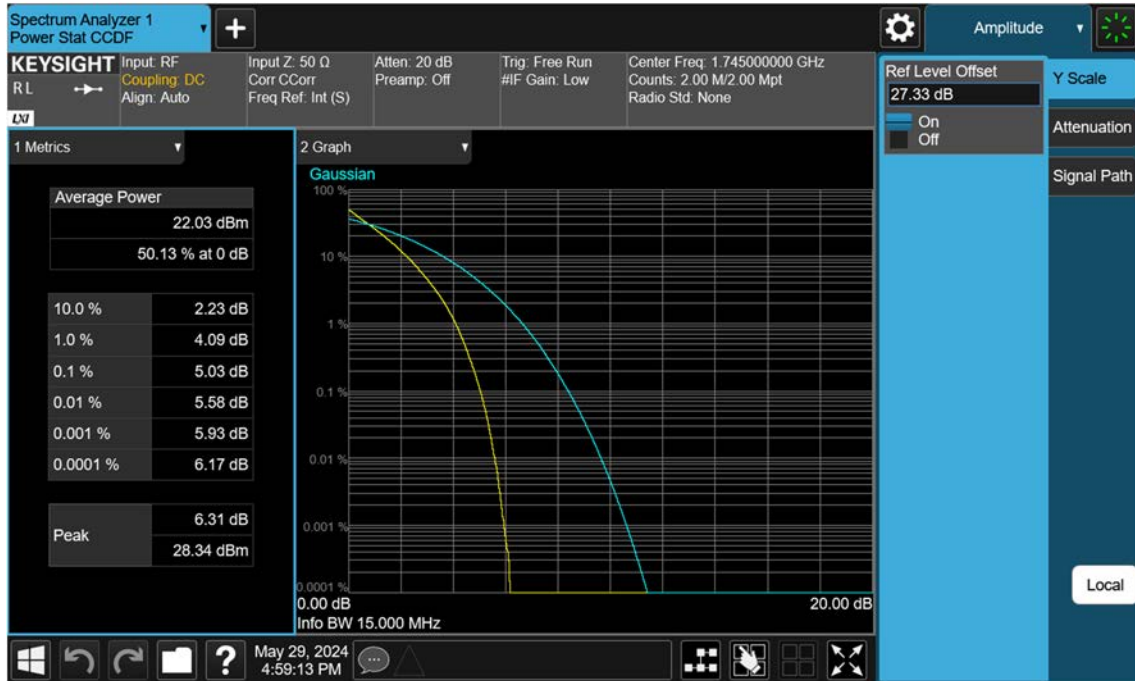 Spectrum Analyzer 1
Power Stat CCDF
Amplitude
KEYSIGHT
R L
LXI
Input: RF
Coupling: DC
Align: Auto
Input Z: 50 Ω
Corr CCorr
Freq Ref: Int (S)
Atten: 20 dB
Preamp: Off
Trig: Free Run
#IF Gain: Low
Center Freq: 1.745000000 GHz
Counts: 2.00 M/2.00 Mpt
Radio Std: None
Ref Level Offset
27.33 dB
On
Off
Y Scale
Attenuation
Signal Path
1 Metrics
Average Power
22.03 dBm
50.13 % at 0 dB
10.0 % 2.23 dB
1.0 % 4.09 dB
0.1 % 5.03 dB
0.01 % 5.58 dB
0.001 % 5.93 dB
0.0001 % 6.17 dB
Peak
6.31 dB
28.34 dBm
2 Graph
Gaussian
100 %
10 %
1 %
0.1 %
0.01 %
0.001 %
0.0001 %
0.00 dB 20.00 dB
Info BW 15.000 MHz
Local
?
May 29, 2024
4:59:13 PM